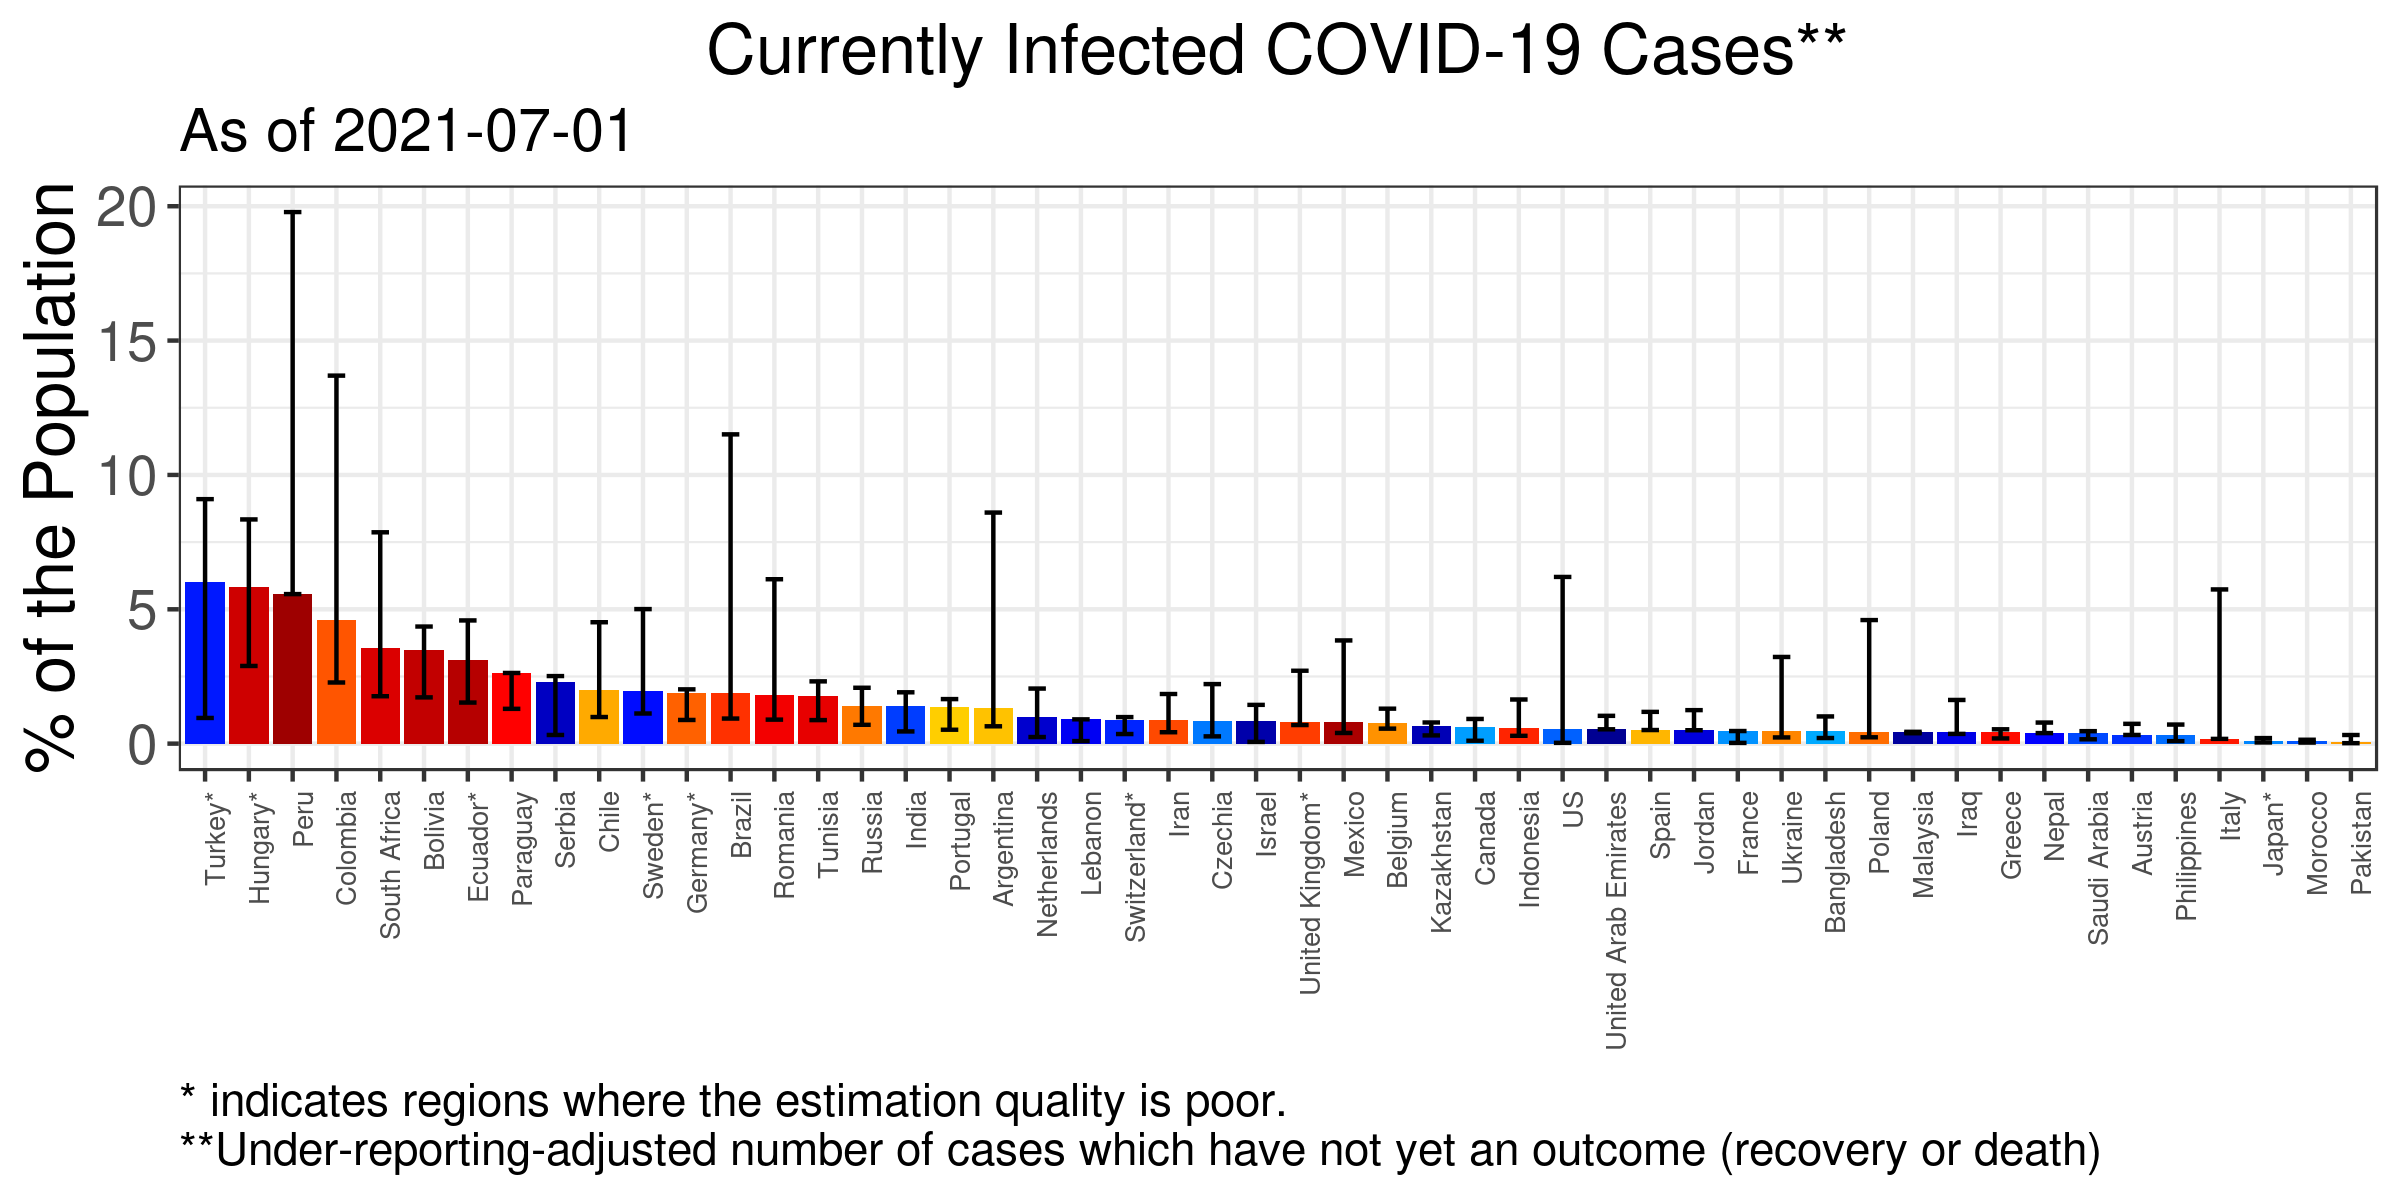 Currently Infected COVID-19 Cases**
As of 2021-07-01
% of the Population
20
15
10
5
0
Turkey*
Hungary*
Peru
Colombia
South Africa
Bolivia
Ecuador*
Paraguay
Serbia
Chile
Sweden*
Germany*
Brazil
Romania
Tunisia
Russia
India
Portugal
Argentina
Netherlands
Lebanon
Switzerland*
Iran
Czechia
Israel
United Kingdom*
Mexico
Belgium
Kazakhstan
Canada
Indonesia
US
United Arab Emirates
Spain
Jordan
France
Ukraine
Bangladesh
Poland
Malaysia
Iraq
Greece
Nepal
Saudi Arabia
Austria
Philippines
Italy
Japan*
Morocco
Pakistan
* indicates regions where the estimation quality is poor.
**Under-reporting-adjusted number of cases which have not yet an outcome (recovery or death)